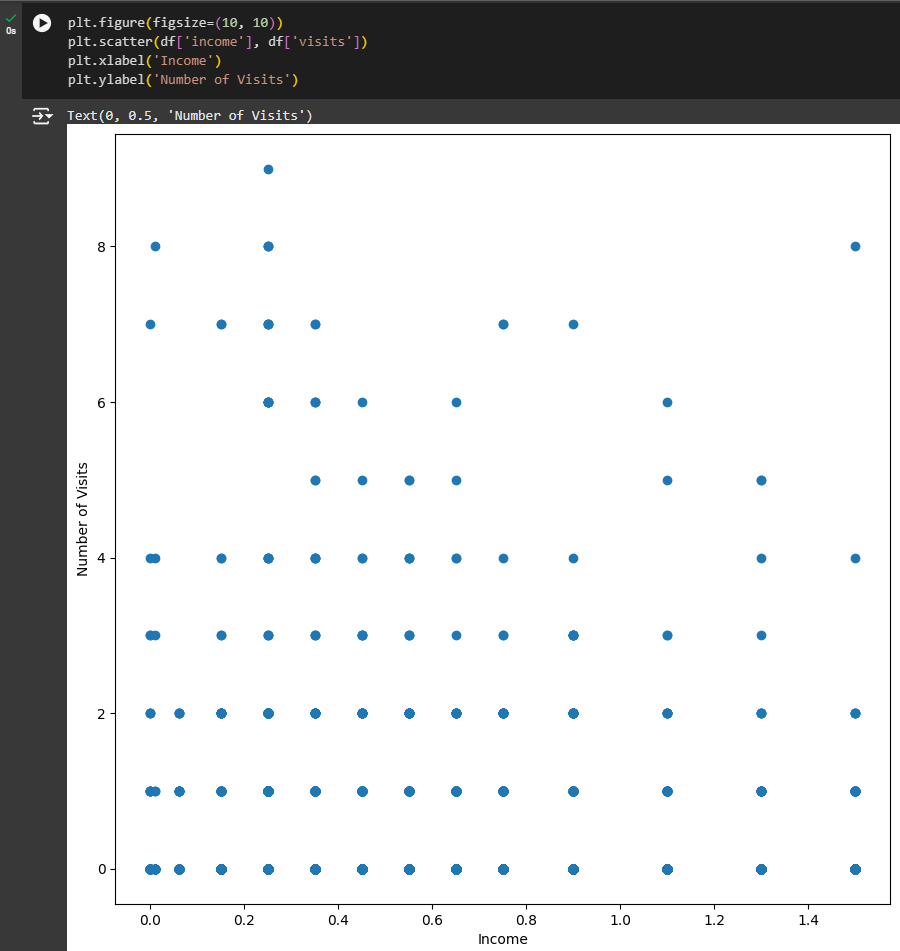 plt.figure(figsize=(10, 10))
0s
plt.scatter(df['income'], df['visits'])
plt.xlabel('Income')
plt.ylabel('Number of Visits')
Text(0, 0.5, 'Number of Visits')
8
6
4
2
0
Number of Visits
0.0 0.2 0.4 0.6 0.8 1.0 1.2 1.4
Income